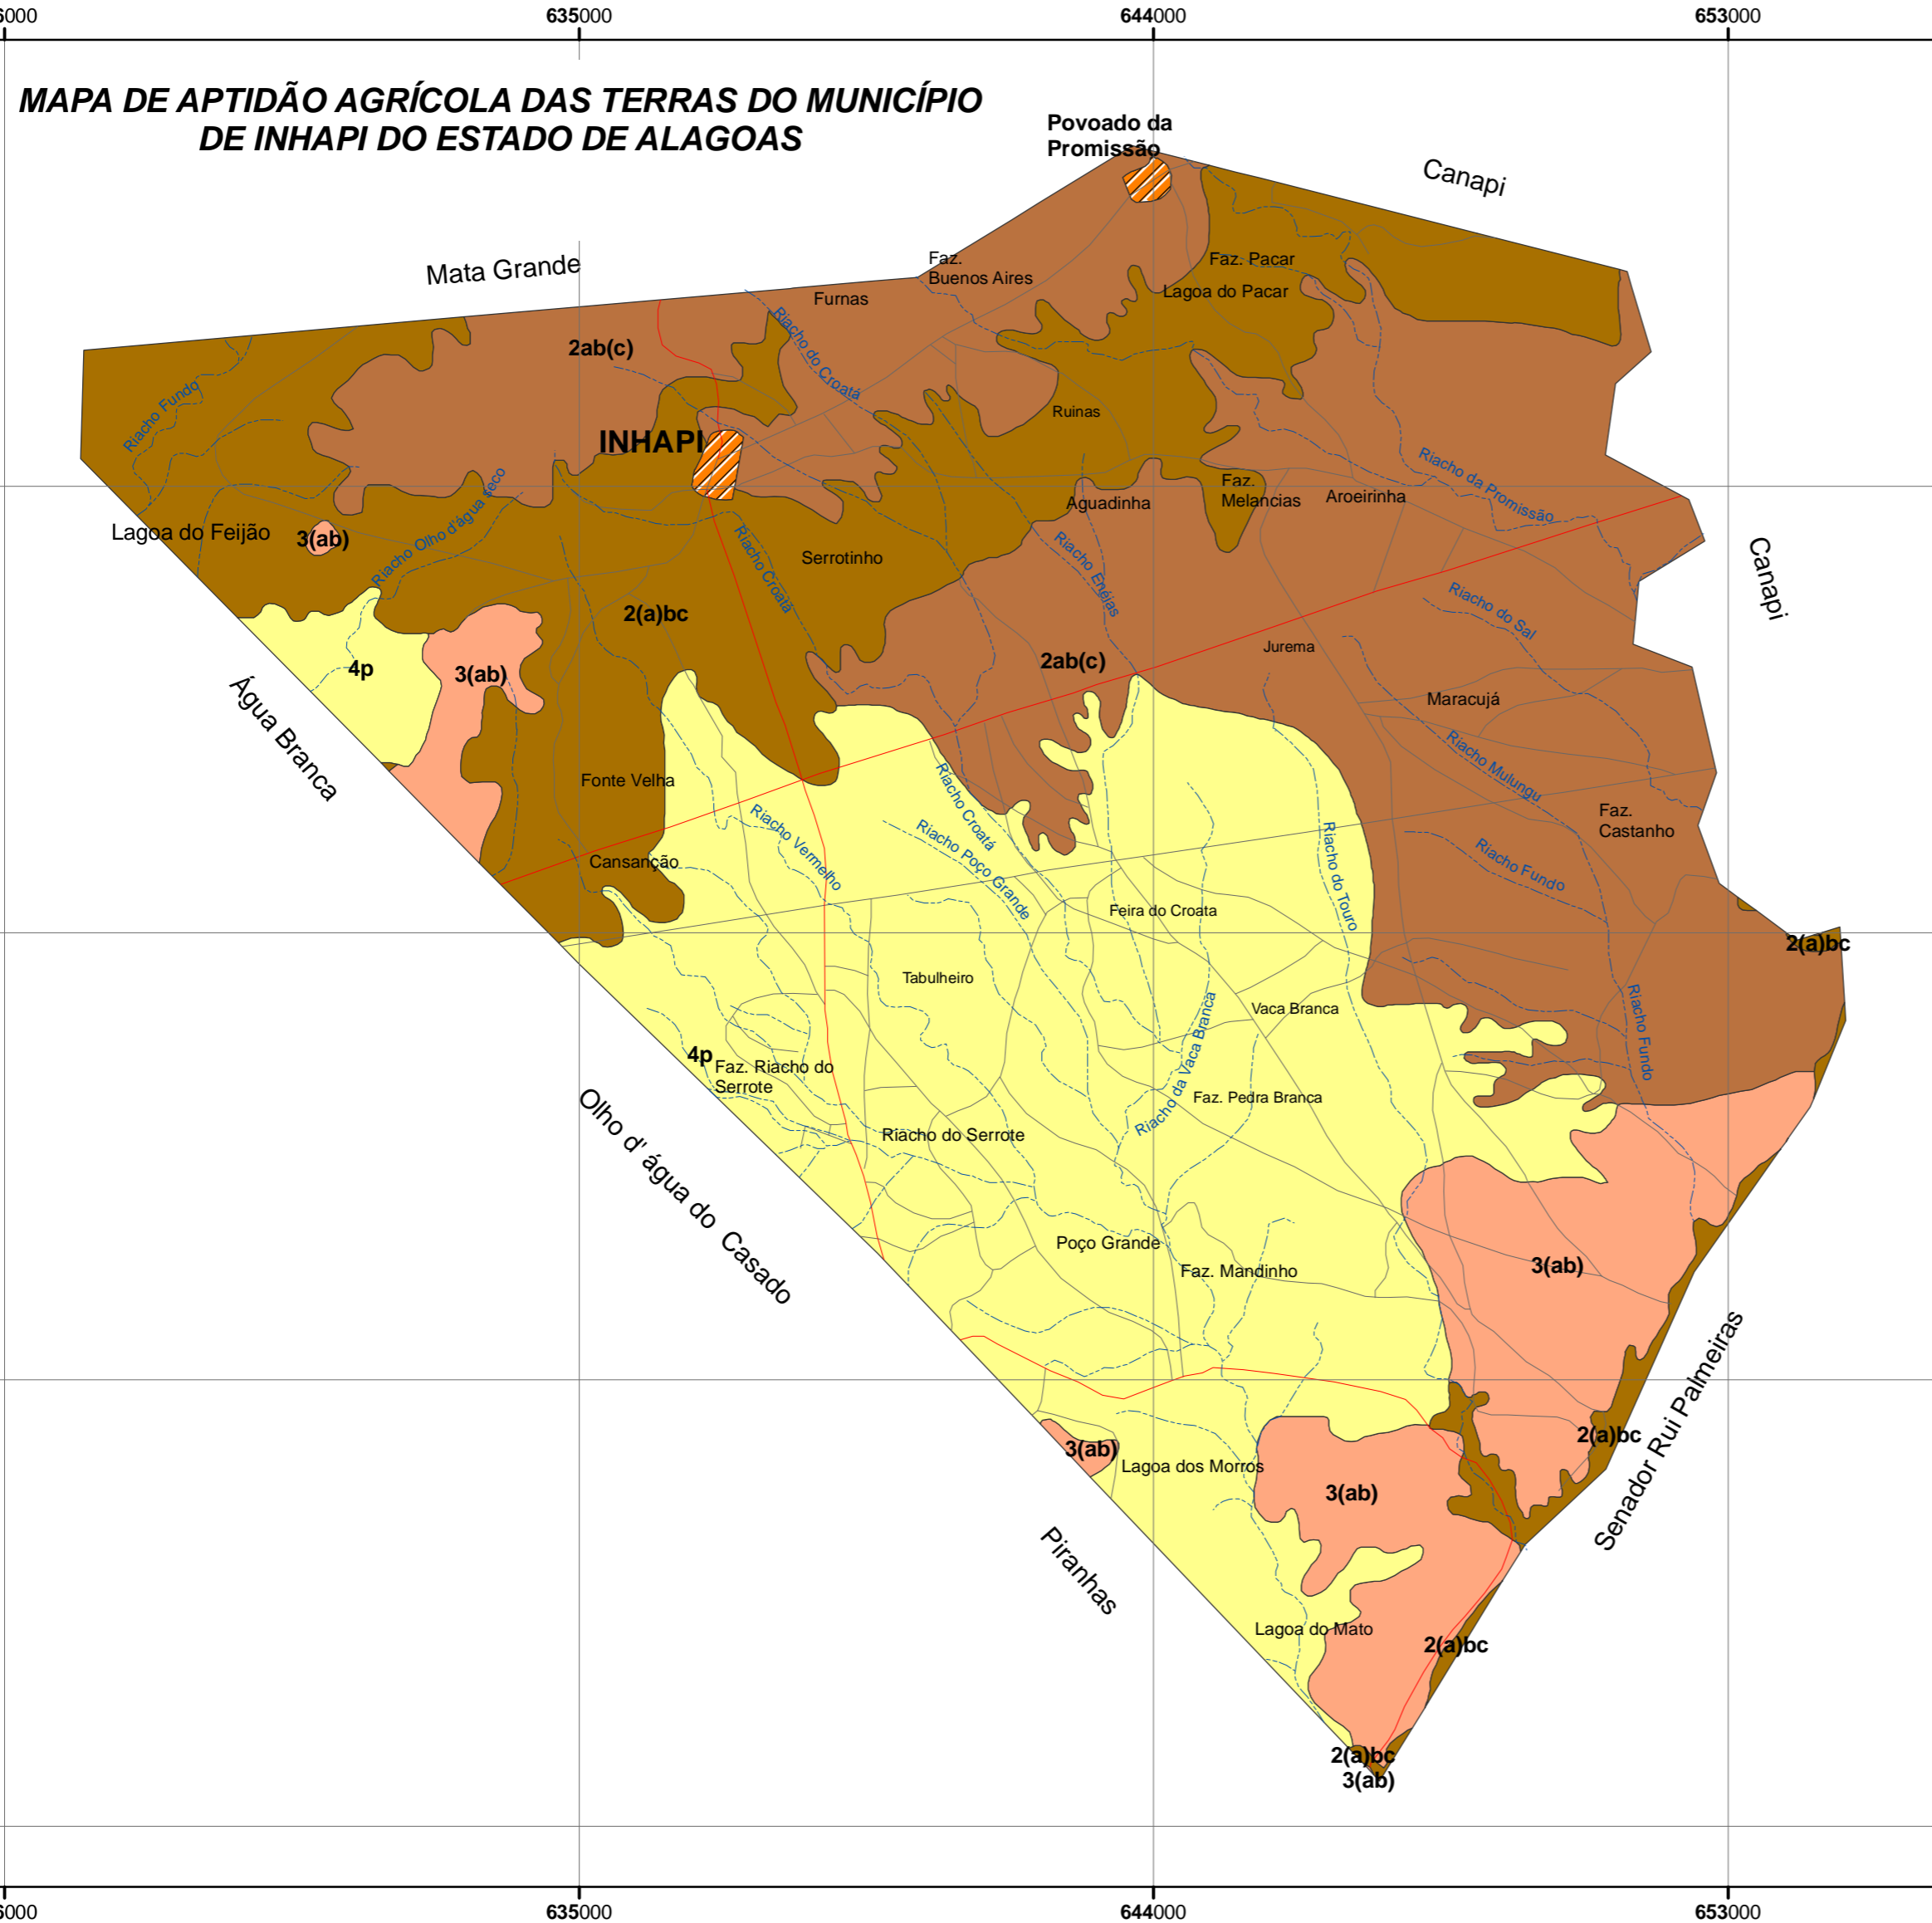 6000
635000
644000
653000
MAPA DE APTIDÃO AGRÍCOLA DAS TERRAS DO MUNICÍPIO
DE INHAPI DO ESTADO DE ALAGOAS
Povoado da
Promissão
Canapi
Mata Grande
Faz.
Buenos Aires
Faz. Pacar
Lagoa do Pacar
Furnas
Riacho do Croatá
2ab(c)
Riacho Fundo
Ruinas
INHAPI
Riacho da Promissão
Faz.
Melancias
Aroeirinha
Aguadinha
Lagoa do Feijão
3(ab)
Riacho Olho d'água seco
Riacho Croatá
Serrotinho
Riacho Enéias
Canapi
Riacho do Sal
2(a)bc
Jurema
2ab(c)
4p
3(ab)
Maracujá
Água Branca
Riacho Mulungu
Fonte Velha
Riacho Croatá
Faz.
Castanho
Riacho Vermelho
Riacho Poço Grande
Riacho do Touro
Riacho Fundo
Cansanção
Feira do Croata
2(a)bc
Tabulheiro
Vaca Branca
Riacho Fundo
Riacho da Vaca Branca
4p
Faz. Riacho do
Serrote
Faz. Pedra Branca
Olho d' água do Casado
Riacho do Serrote
Poço Grande
Faz. Mandinho
3(ab)
Senador Rui Palmeiras
2(a)bc
3(ab)
Lagoa dos Morros
3(ab)
Piranhas
Lagoa do Mato
2(a)bc
2(a)bc
3(ab)
6000
635000
644000
653000